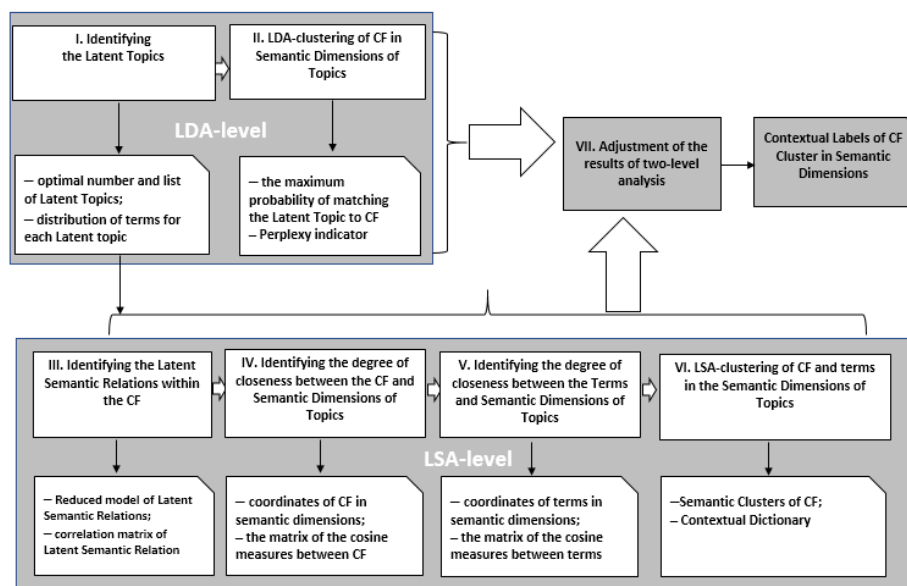 I. Identifying
the Latent Topics
II. LDA-clustering of CF in
Semantic Dimensions of
Topics
LDA-level
– optimal number and list
of Latent Topics;
– distribution of terms for
each Latent topic
– the maximum
probability of matching
the Latent Topic to CF
– Perplexy indicator
VII. Adjustment of the
results of two-level
analysis
Contextual Labels of CF
Cluster in Semantic
Dimensions
III. Identifying the Latent
Semantic Relations within
the CF
IV. Identifying the degree of
closeness between the CF and
Semantic Dimensions of
Topics
V. Identifying the degree of
closeness between the Terms
and Semantic Dimensions of
Topics
VI. LSA-clustering of CF and terms
in the Semantic Dimensions of
Topics
LSA-level
– Reduced model of Latent
Semantic Relations;
– correlation matrix of
Latent Semantic Relation
– coordinates of CF in
semantic dimensions;
– the matrix of the cosine
measures between CF
– coordinates of terms in
semantic dimensions;
– the matrix of the cosine
measures between terms
–Semantic Clusters of CF;
– Contextual Dictionary